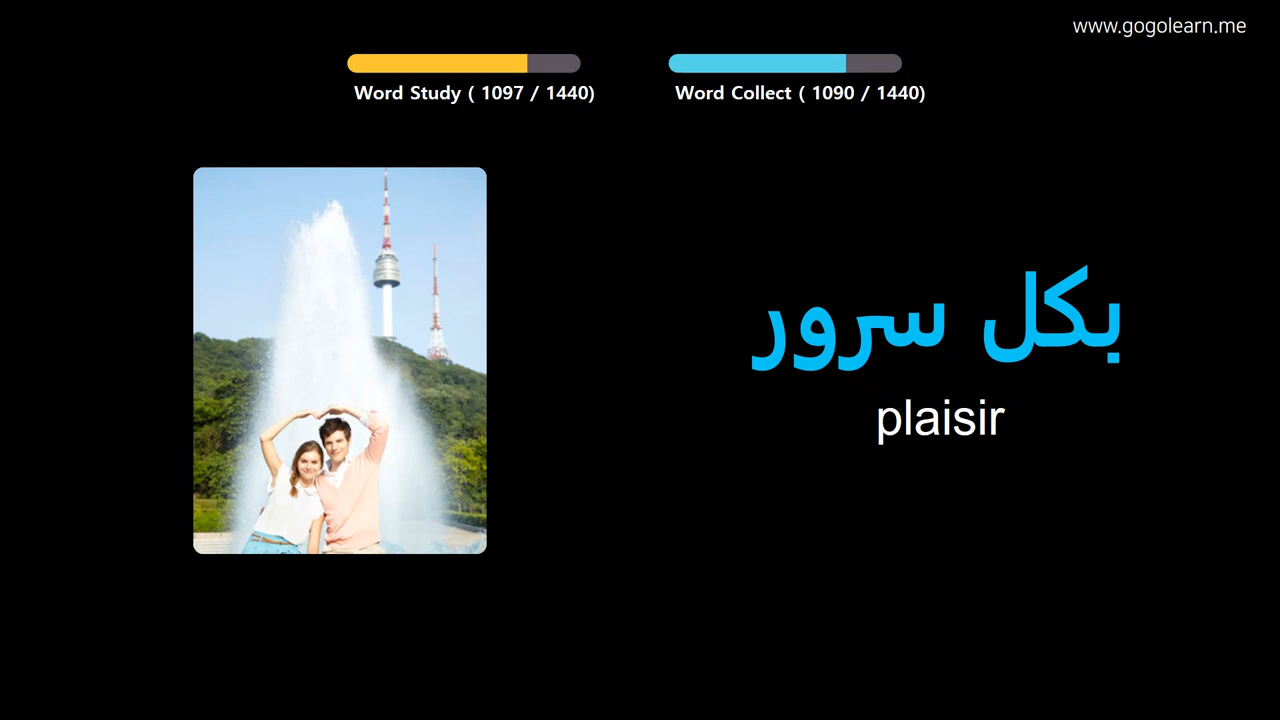 www.gogolearn.me
Word Study ( 1097 / 1440)
Word Collect ( 1090 / 1440)
بكل سرور
plaisir